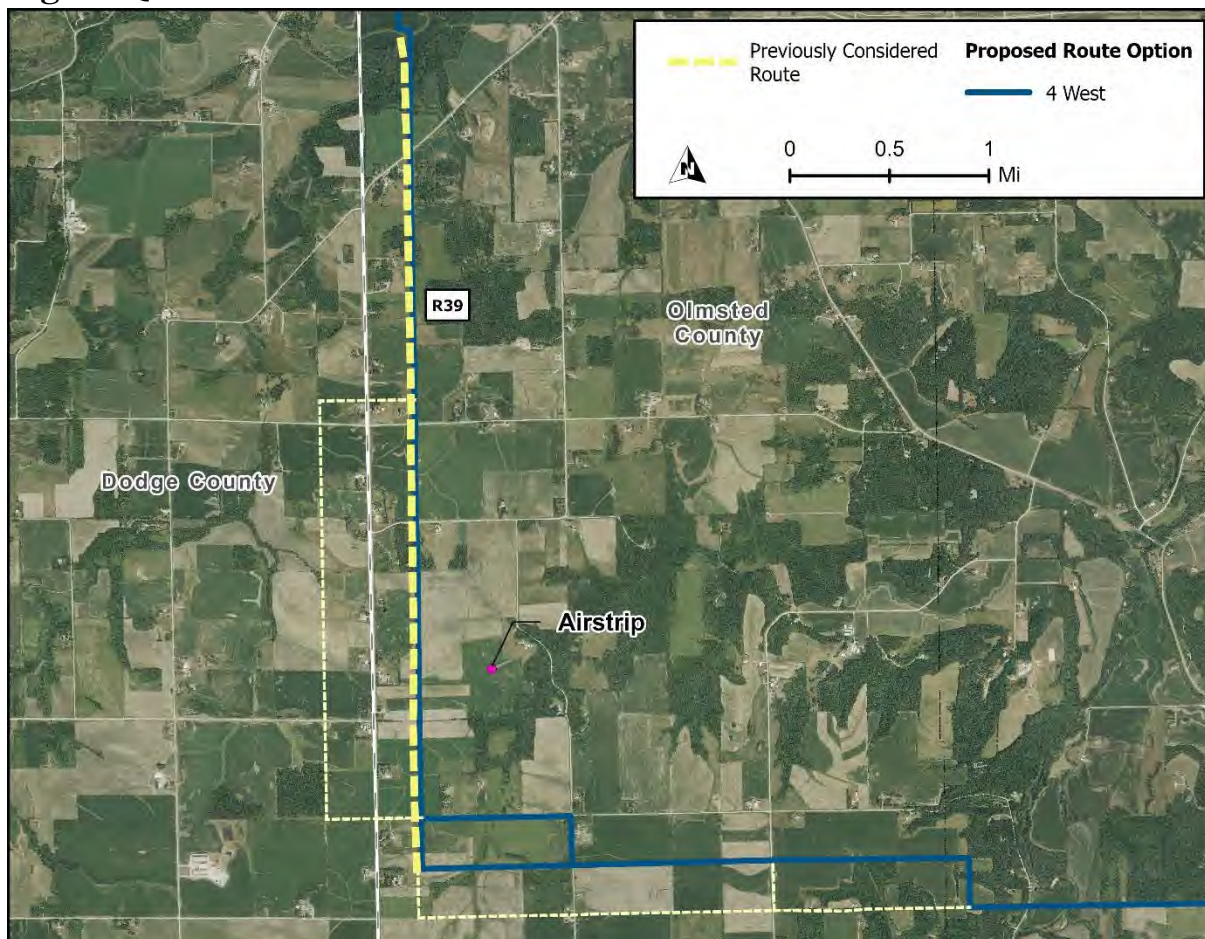 Previously Considered
Route
Proposed Route Option
4 West
N
0 0.5 1
Mi
R39
Olmsted
County
Dodge County
Airstrip